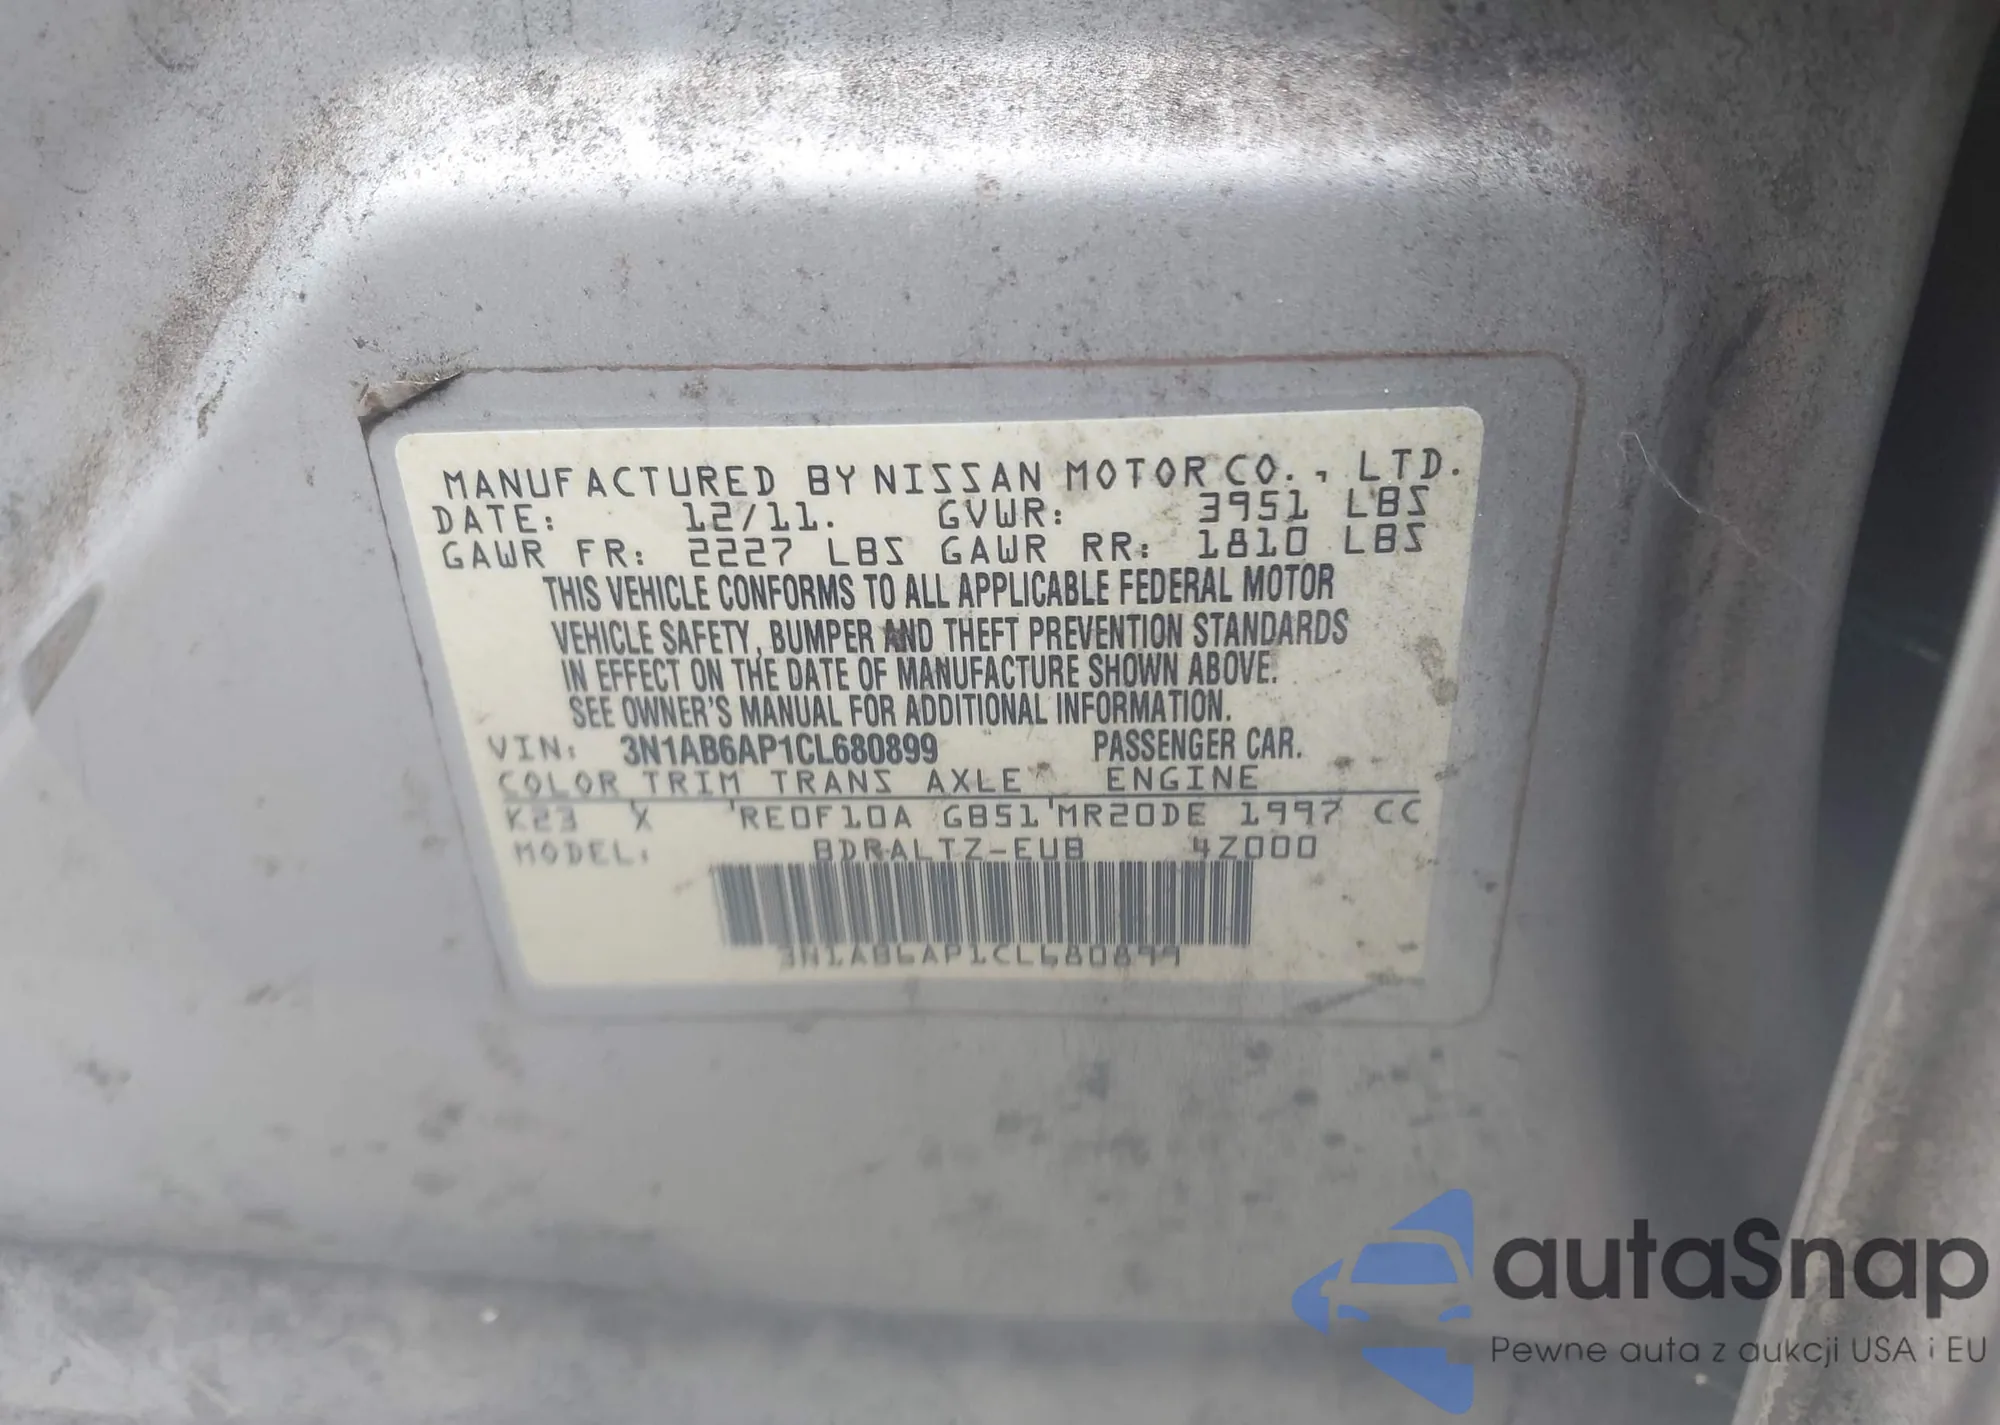 MANUFACTURED BY NISSAN MOTOR CO., LTD.
DATE: 12/11. GVWR: 3951 LBS
GAWR FR: 2227 LBS GAWR RR: 1810 LBS
THIS VEHICLE CONFORMS TO ALL APPLICABLE FEDERAL MOTOR
VEHICLE SAFETY, BUMPER AND THEFT PREVENTION STANDARDS
IN EFFECT ON THE DATE OF MANUFACTURE SHOWN ABOVE.
SEE OWNER'S MANUAL FOR ADDITIONAL INFORMATION.
VIN: 3N1AB6AP1CL680899 PASSENGER CAR.
COLOR TRIM TRANS AXLE ENGINE
K23 X 'RE0F10A GB51'MR20DE 1997 CC
MODEL: BDRALTZ-EUB 4Z000
3N1AB6AP1CL680899
autaSnap
Pewne auta z aukcji USA i EU